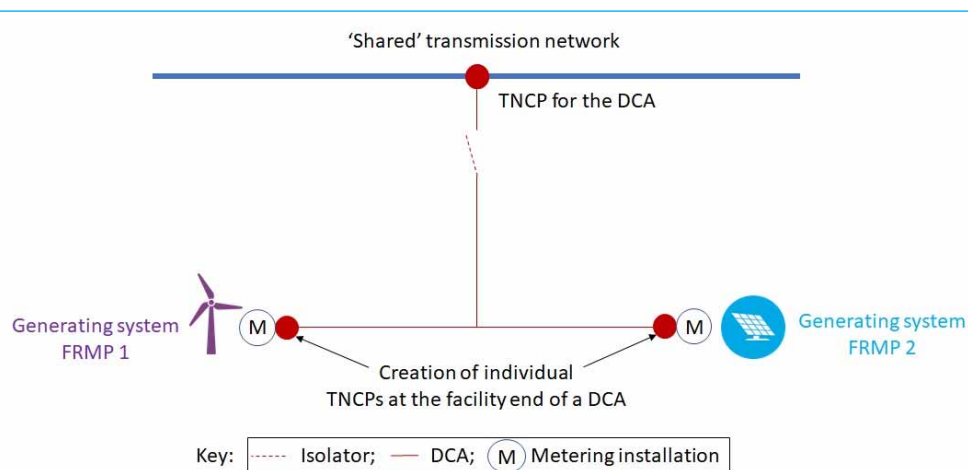 ‘Shared’ transmission network
TNCP for the DCA
Generating system
FRMP 1
M
M
Generating system
FRMP 2
Creation of individual
TNCPs at the facility end of a DCA
Key: Isolator; DCA; M Metering installation